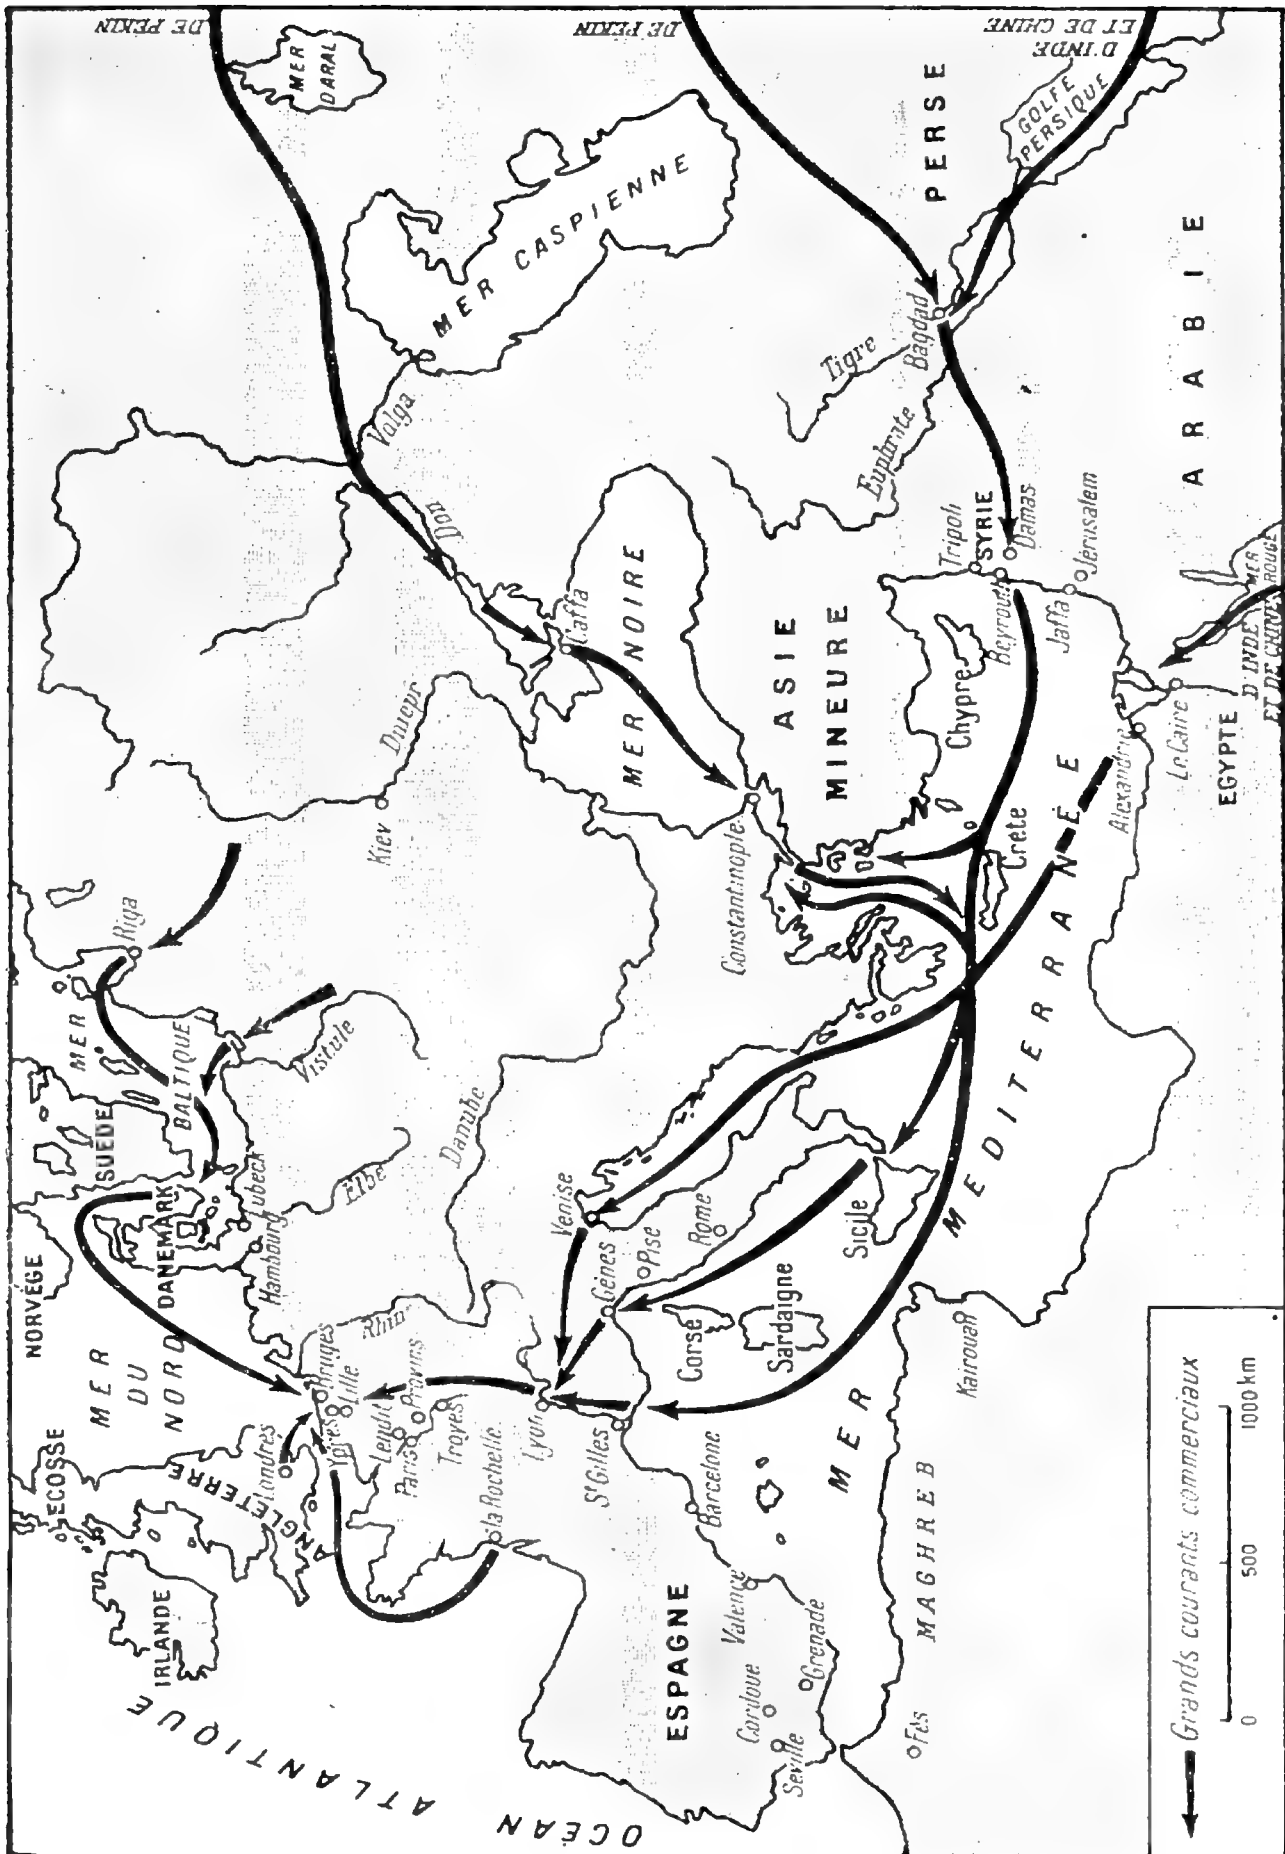 DE PÉKIN
DE PÉKIN
D'INDE
ET DE CHINE
MER
DARAL
MER CASPIENNE
PERSE
GOLFE
PERSIQUE
ARABIE
Volga
Don
Tigre
Bagdad
Euphrate
Caffa
MER NOIRE
Dniepr
Kiev
ASIE
MINEURE
Constantinople
Tripoli
SYRIE
Damas
Beyrouth
Jérusalem
Jaffa
Chypre
Crète
MER
ROUGE
D'INDE
ET DE CHINE
Le Caire
EGYPTE
Alexandrie
MER MEDITERRANÉE
Riga
MER
BALTIQUE
Vistule
SUÈDE
NORVÉGE
DANEMARK
Lubeck
Hambourg
Elbe
Danube
Rhin
Venise
Gênes
Pise
Rome
Corse
Sardaigne
Sicile
MER
DU
NORD
ECOSSE
IRLANDE
ANGLETERRE
Londres
Bruges
Lille
Ypres
Lendit
Paris
Provins
Troyes
la Rochelle
Lyon
St Gilles
Barcelone
Valence
ESPAGNE
Cordoue
Grenade
Séville
OCÉAN ATLANTIQUE
Fès
MAGHREB
Kairouan
Grands courants commerciaux
0 500 1000 km